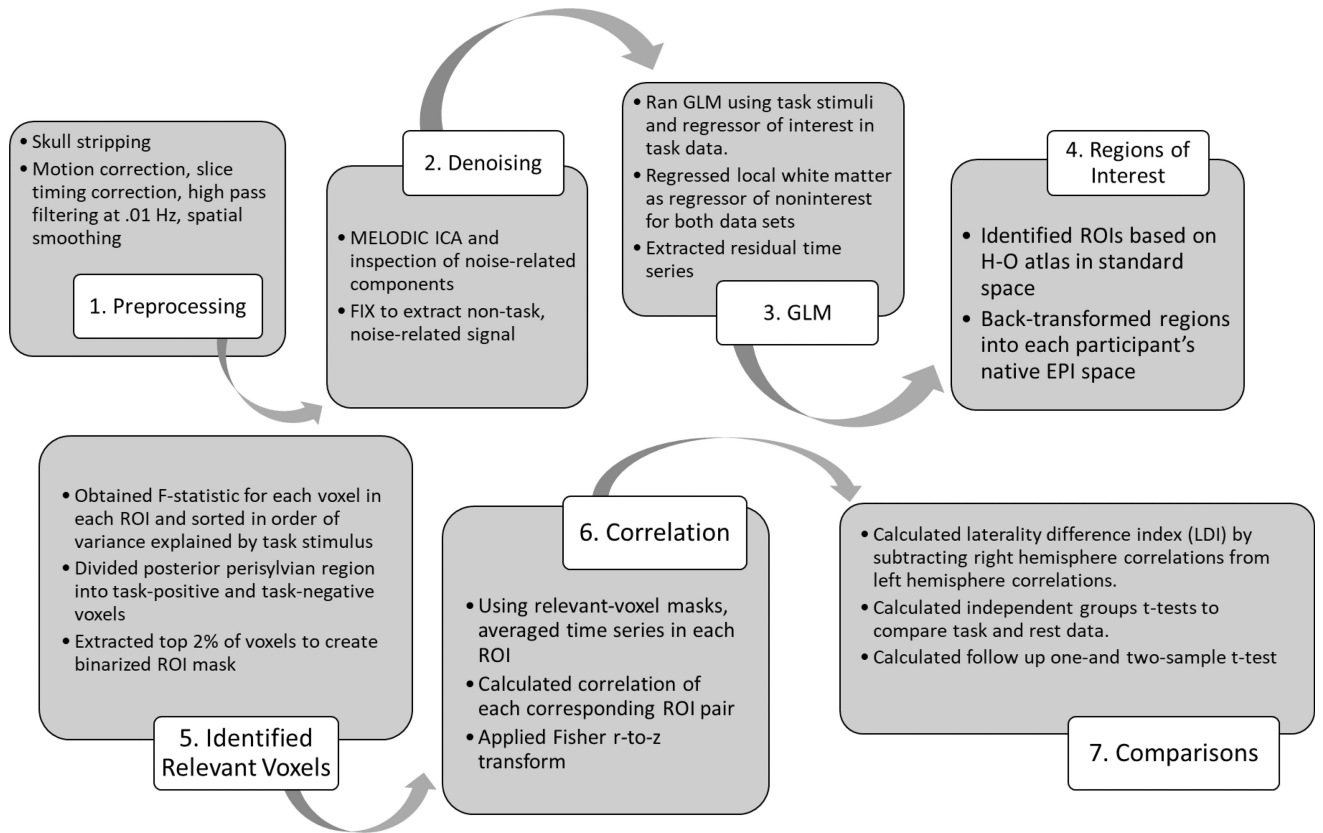 • Skull stripping
• Motion correction, slice
timing correction, high pass
filtering at .01 Hz, spatial
smoothing
1. Preprocessing
2. Denoising
• MELODIC ICA and
inspection of noise-related
components
• FIX to extract non-task,
noise-related signal
• Ran GLM using task stimuli
and regressor of interest in
task data.
• Regressed local white matter
as regressor of noninterest
for both data sets
• Extracted residual time
series
3. GLM
4. Regions of
Interest
• Identified ROIs based on
H-O atlas in standard
space
• Back-transformed regions
into each participant’s
native EPI space
• Obtained F-statistic for each voxel in
each ROI and sorted in order of
variance explained by task stimulus
• Divided posterior perisylvian region
into task-positive and task-negative
voxels
• Extracted top 2% of voxels to create
binarized ROI mask
5. Identified
Relevant Voxels
6. Correlation
• Using relevant-voxel masks,
averaged time series in each
ROI
• Calculated correlation of
each corresponding ROI pair
• Applied Fisher r-to-z
transform
• Calculated laterality difference index (LDI) by
subtracting right hemisphere correlations from
left hemisphere correlations.
• Calculated independent groups t-tests to
compare task and rest data.
• Calculated follow up one-and two-sample t-test
7. Comparisons